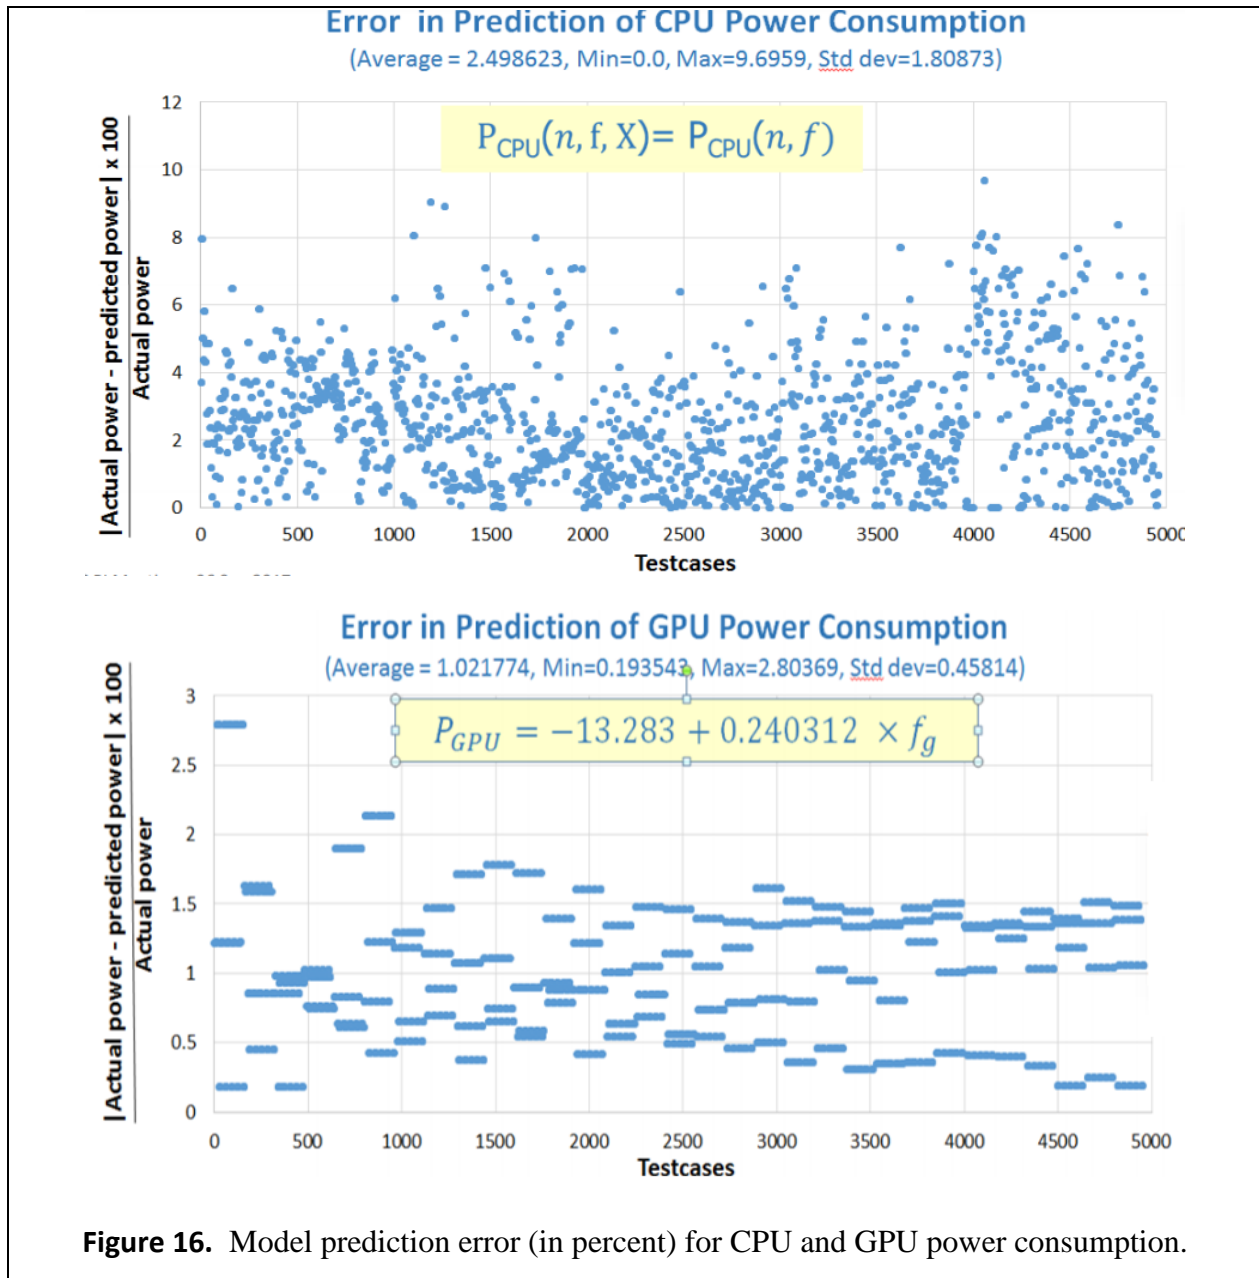 Error in Prediction of CPU Power Consumption
(Average = 2.498623, Min=0.0, Max=9.6959, Std dev=1.80873)
|Actual power - predicted power| x 100
Actual power
P_CPU(n, f, X)= P_CPU(n, f)
12
10
8
6
4
2
0
0 500 1000 1500 2000 2500 3000 3500 4000 4500 5000
Testcases
Error in Prediction of GPU Power Consumption
(Average = 1.021774, Min=0.193543, Max=2.80369, Std dev=0.45814)
|Actual power - predicted power| x 100
Actual power
P_GPU = −13.283 + 0.240312 × f_g
3
2.5
2
1.5
1
0.5
0
0 500 1000 1500 2000 2500 3000 3500 4000 4500 5000
Testcases
Figure 16. Model prediction error (in percent) for CPU and GPU power consumption.